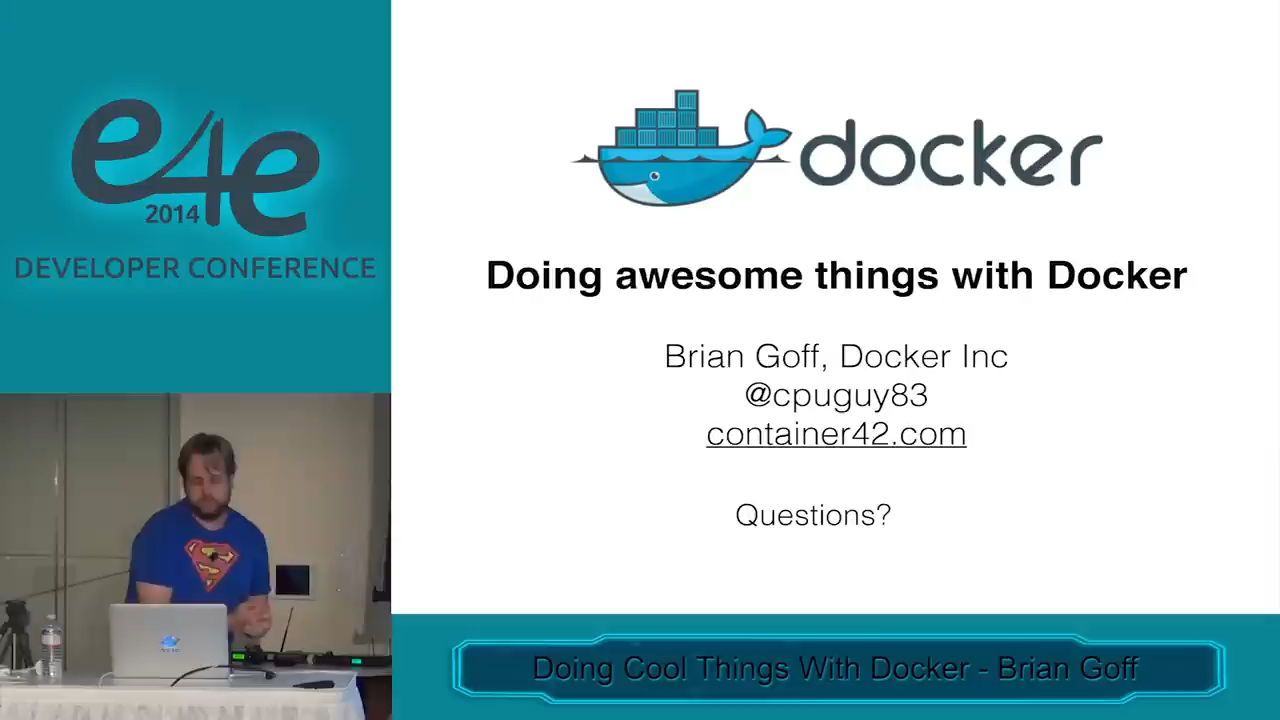 e4e
2014
DEVELOPER CONFERENCE
docker
Doing awesome things with Docker
Brian Goff, Docker Inc
@cpuguy83
container42.com
Questions?
Doing Cool Things With Docker - Brian Goff